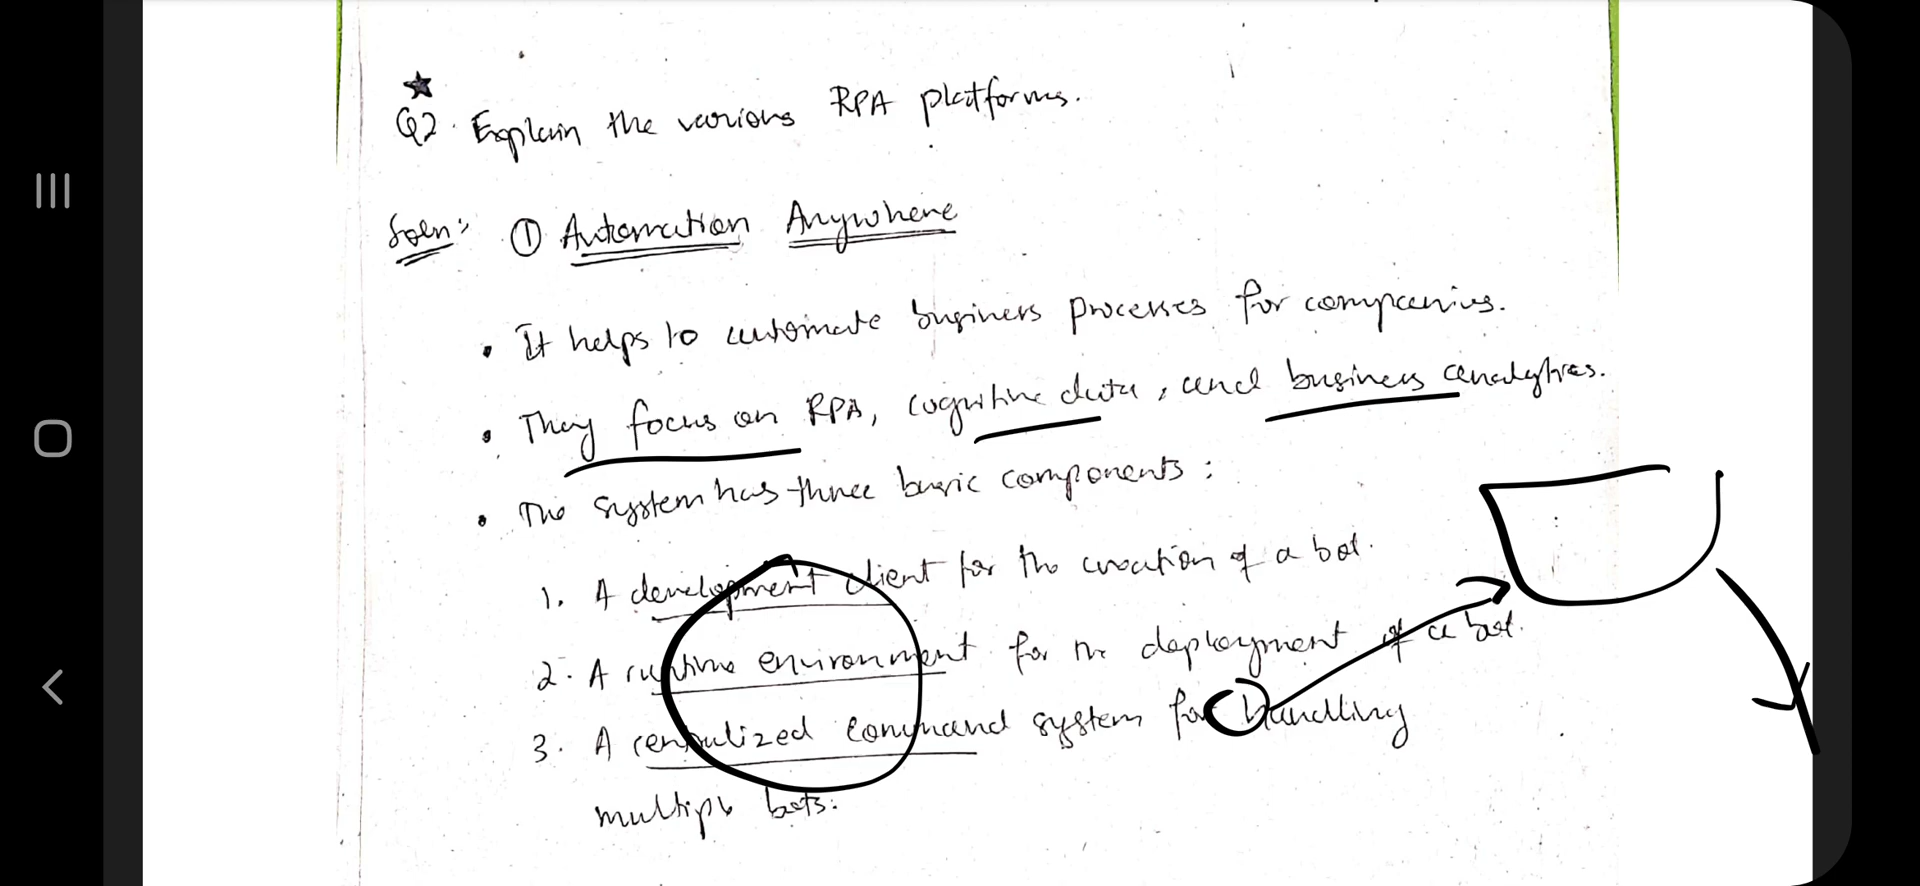 Q2. Explain the various RPA platforms.
Soln: ① Automation Anywhere
• It helps to automate business processes for companies.
• They focus on RPA, cognitive data, and business analytics.
• The system has three basic components:
1. A development client for the creation of a bot.
2. A runtime environment for the deployment of a bot.
3. A centralized command system for handling
multiple bots.